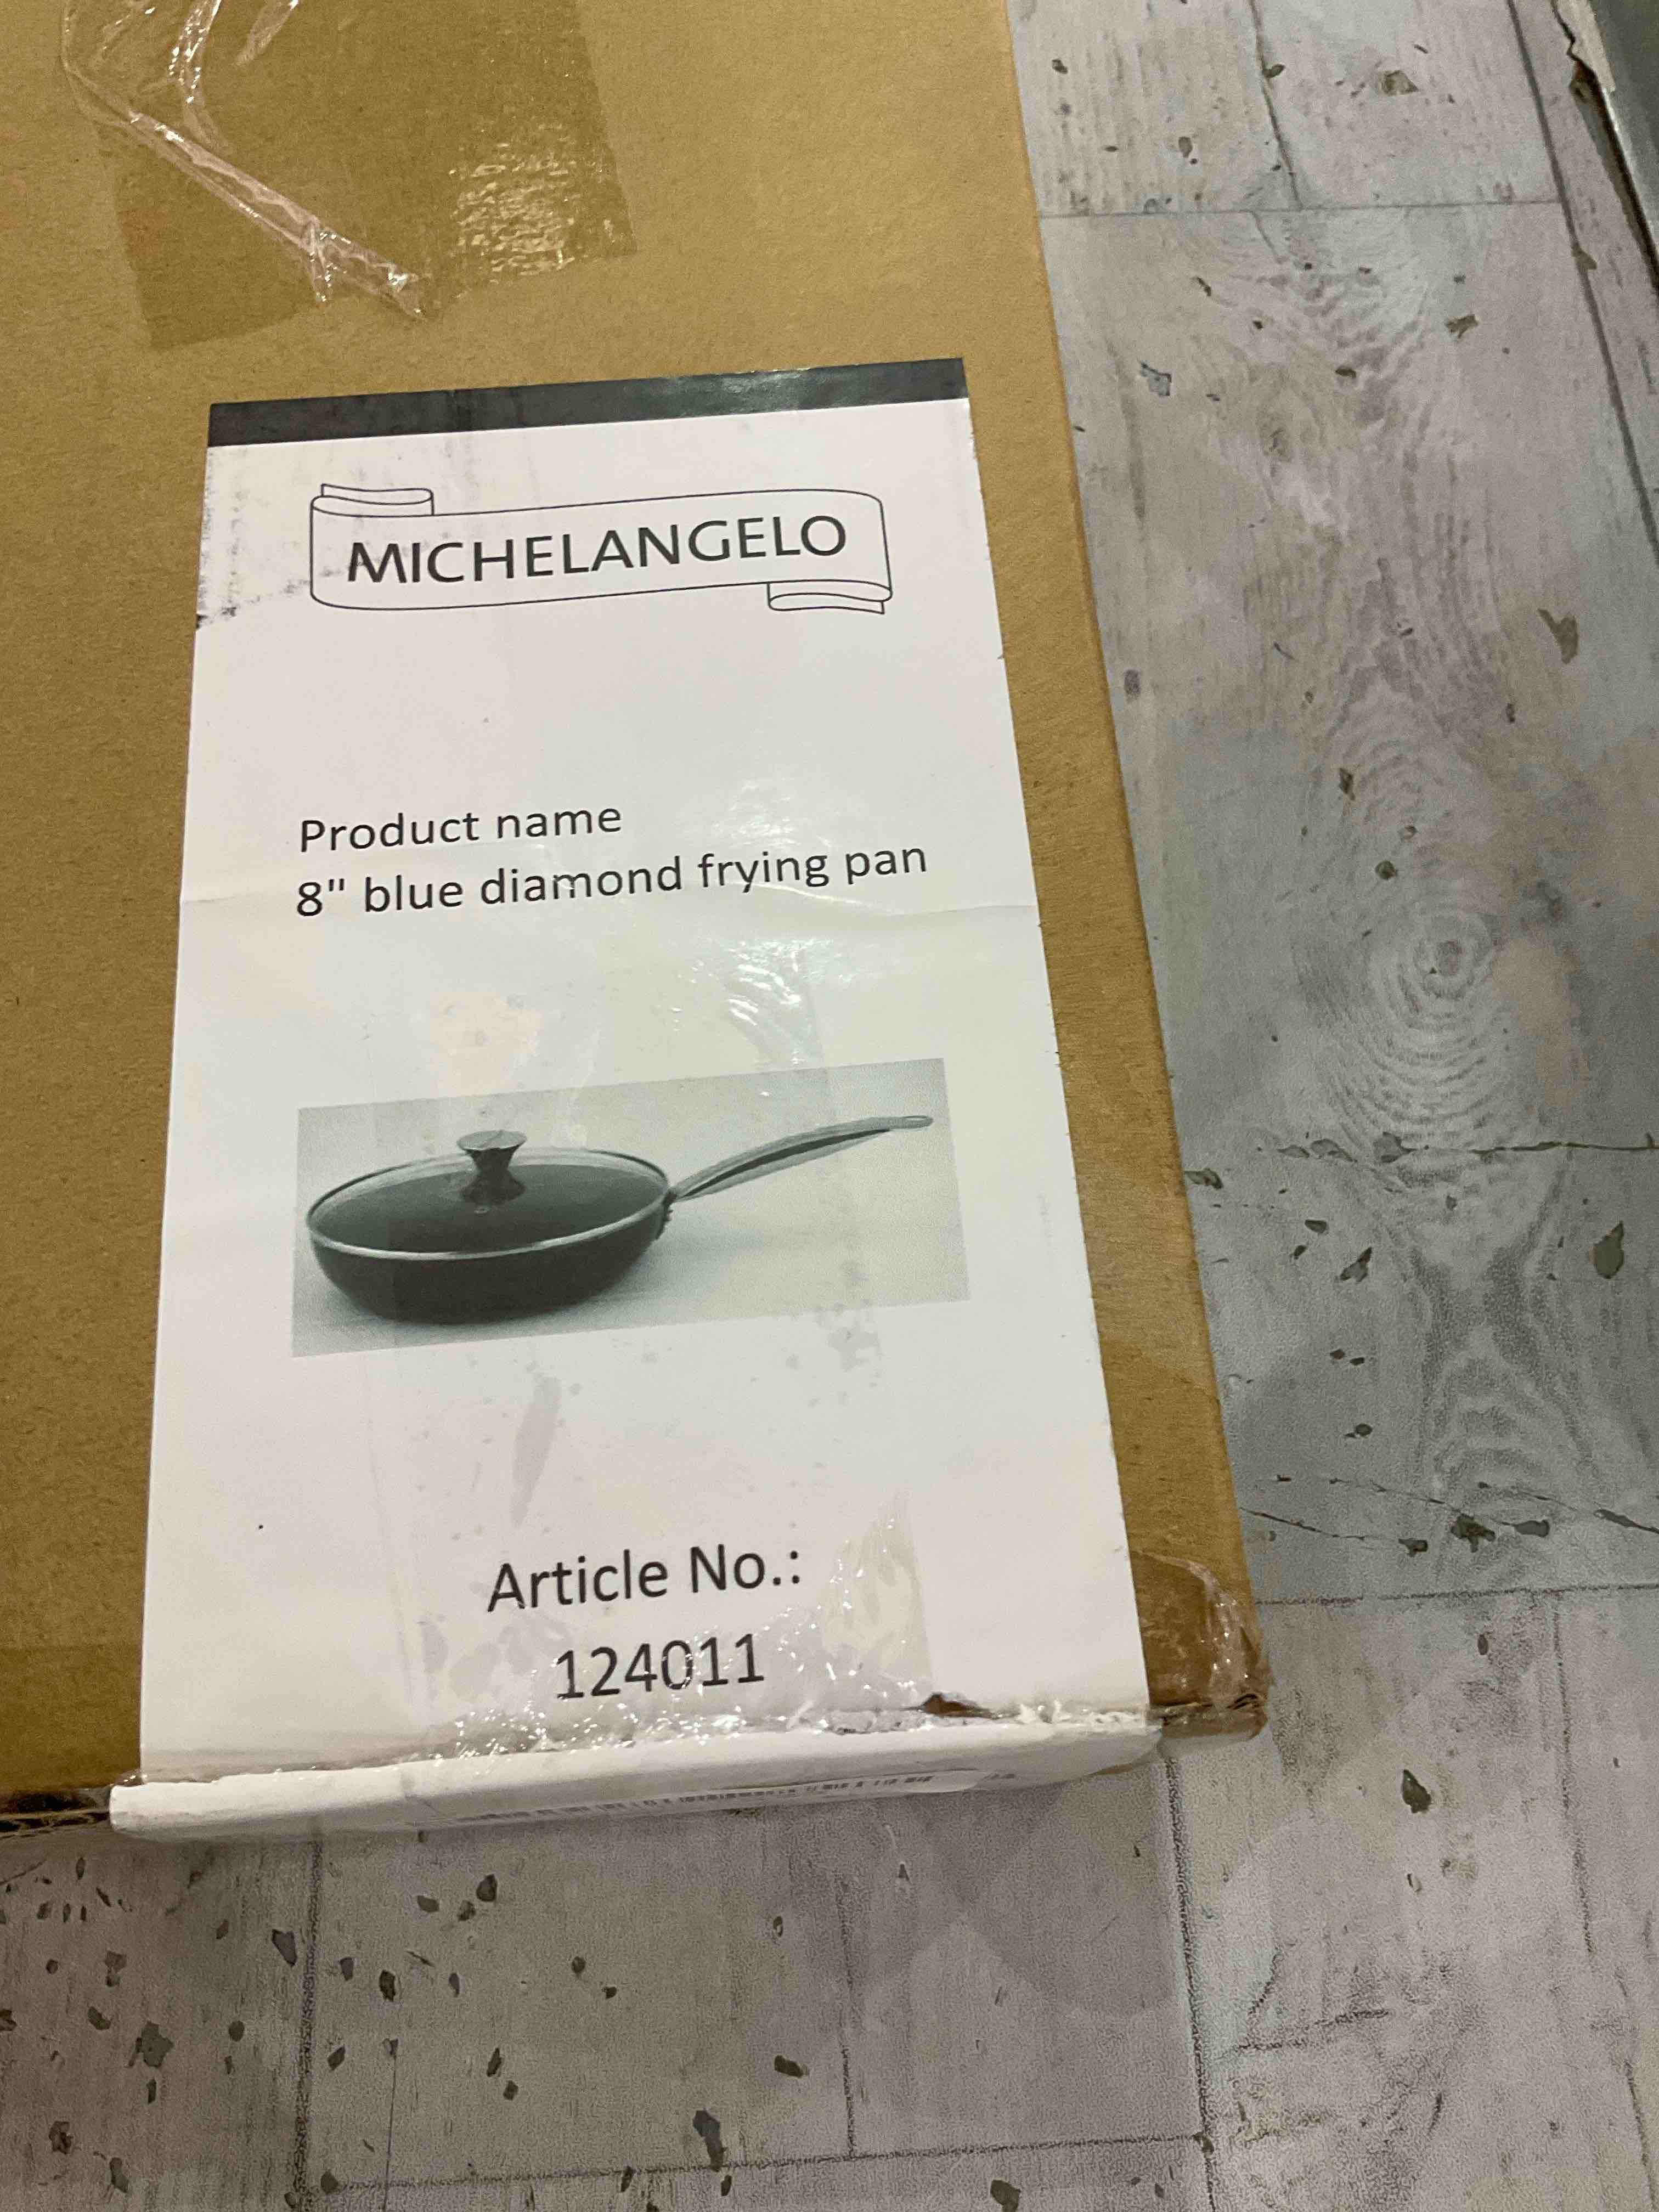 MICHELANGELO
Product name
8" blue diamond frying pan
Article No.:
124011